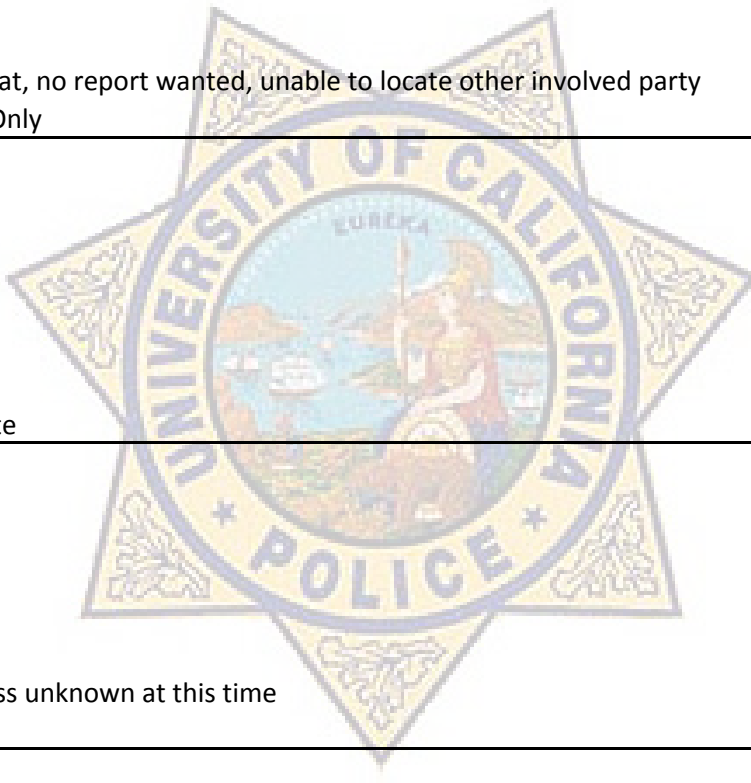 at, no report wanted, unable to locate other involved party
Only
UNIVERSITY OF CALIFORNIA
EUREKA
ss unknown at this time
POLICE